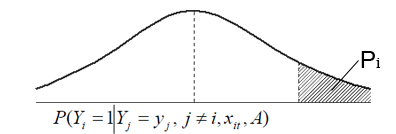 Pi
P(Yi = 1|Yj = yj, j ≠ i, xit, A)